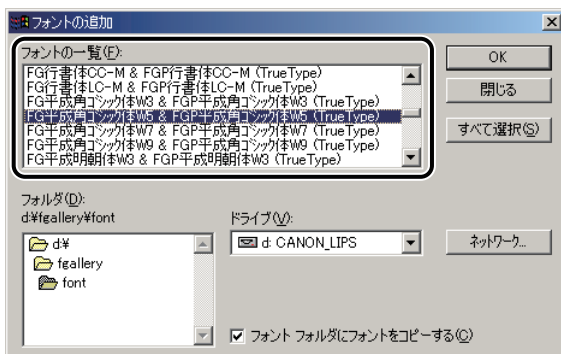 フォントの追加
フォントの一覧(F):
OK
FG行書体CC-M & FGP行書体CC-M (TrueType)
FG行書体LC-M & FGP行書体LC-M (TrueType)
閉じる
FG平成角ゴシック体W3 & FGP平成角ゴシック体W3 (TrueType)
FG平成角ゴシック体W5 & FGP平成角ゴシック体W5 (TrueType)
FG平成角ゴシック体W7 & FGP平成角ゴシック体W7 (TrueType)
すべて選択(S)
FG平成角ゴシック体W9 & FGP平成角ゴシック体W9 (TrueType)
FG平成明朝体W3 & FGP平成明朝体W3 (TrueType)
フォルダ(D):
d:¥fgallery¥font
ドライブ(V):
d:¥
d: CANON_LIPS
ネットワーク...
fgallery
font
フォント フォルダにフォントをコピーする(C)